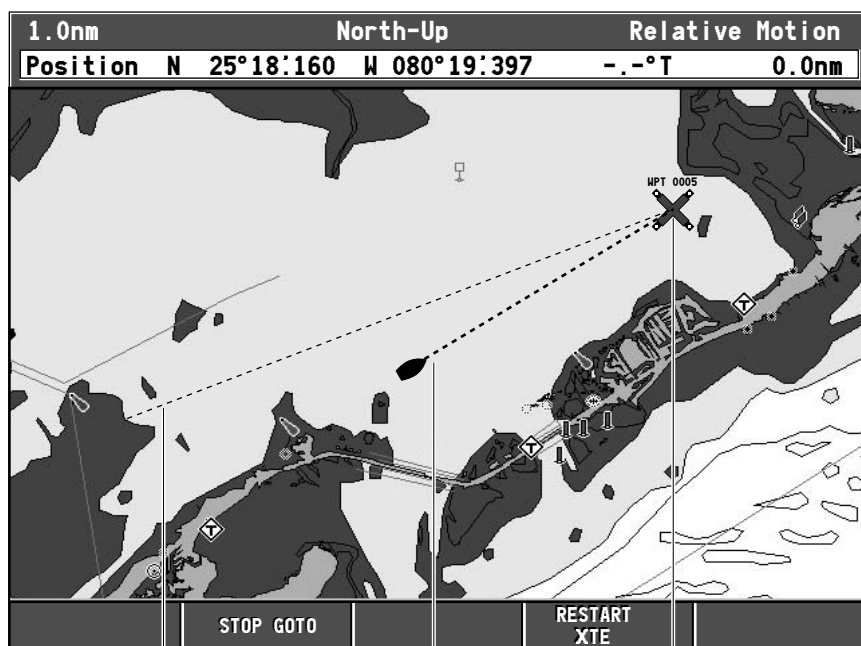 1.0nm North-Up Relative Motion
Position N 25°18.160 W 080°19.397 -.-°T 0.0nm
WPT 0005
T
T
T
STOP GOTO
RESTART
XTE